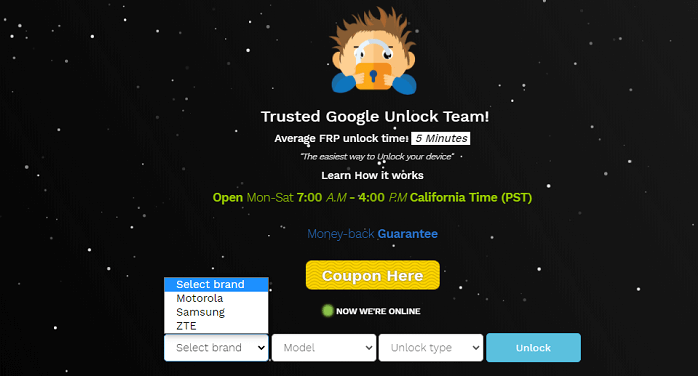 Trusted Google Unlock Team!
Average FRP unlock time: 5 Minutes
"The easiest way to Unlock your device"
Learn How it works
Open Mon-Sat 7:00 A.M - 4:00 P.M California Time (PST)
Money-back Guarantee
Coupon Here
NOW WE'RE ONLINE
Select brand
Motorola
Samsung
ZTE
Select brand Model Unlock type Unlock